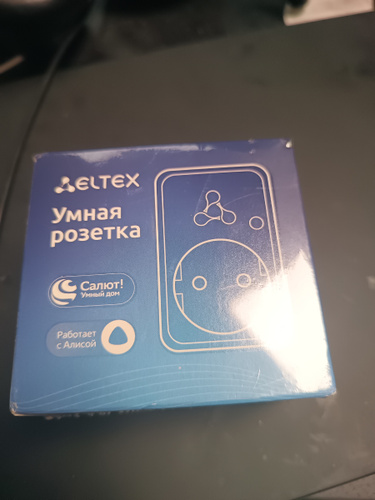 ELTEX
Умная
розетка
Салют!
Умный дом
Работает
с Алисой